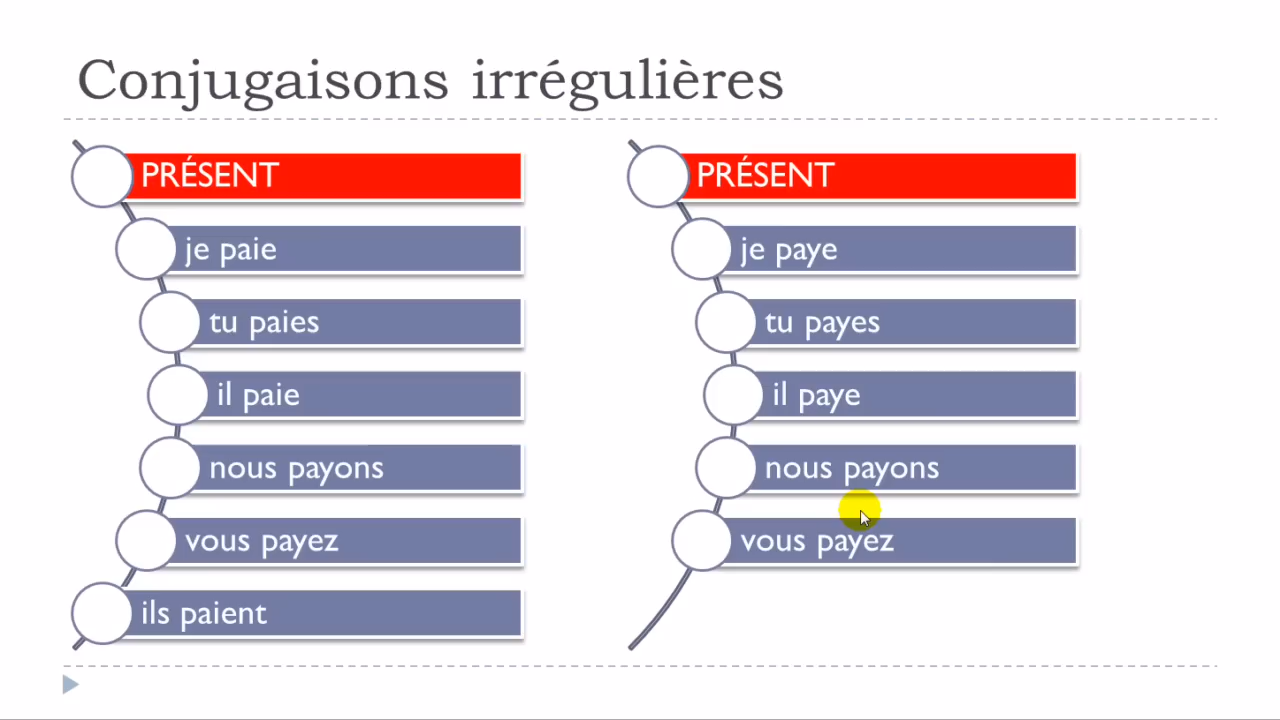 Conjugaisons irrégulières
PRÉSENT
je paie
tu paies
il paie
nous payons
vous payez
ils paient
PRÉSENT
je paye
tu payes
il paye
nous payons
vous payez